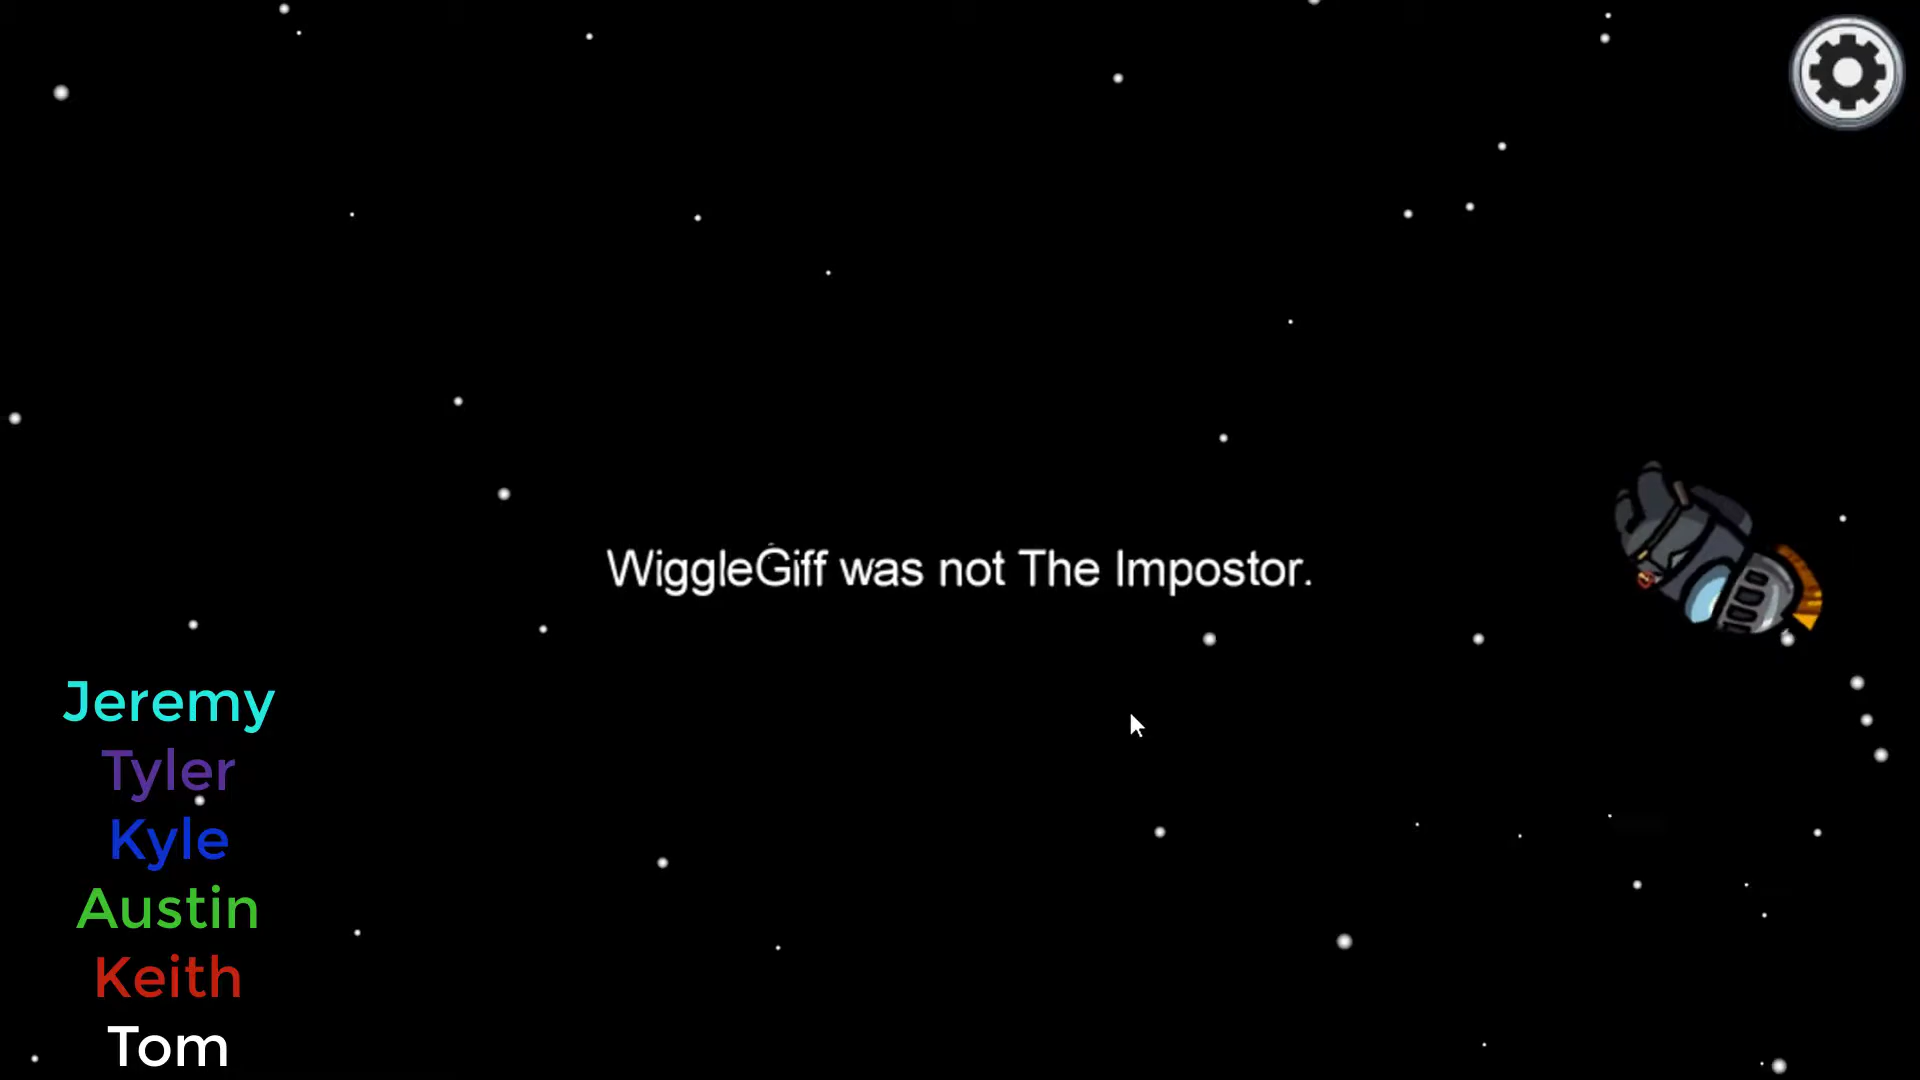 WiggleGiff was not The Impostor.
Jeremy
Tyler
Kyle
Austin
Keith
Tom